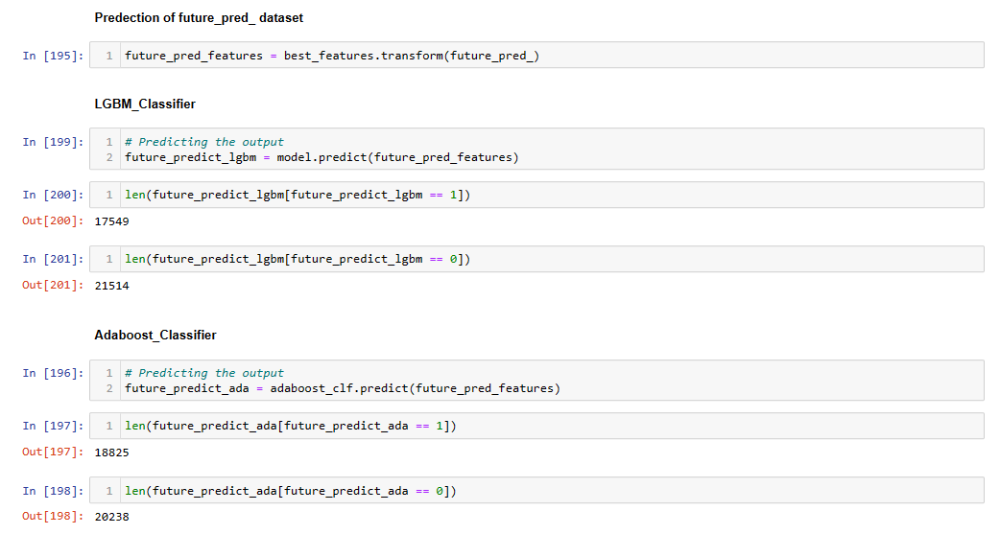 Predection of future_pred_ dataset
In [195]: 1 future_pred_features = best_features.transform(future_pred_)
LGBM_Classifier
In [199]: 1 # Predicting the output
2 future_predict_lgbm = model.predict(future_pred_features)
In [200]: 1 len(future_predict_lgbm[future_predict_lgbm == 1])
Out[200]: 17549
In [201]: 1 len(future_predict_lgbm[future_predict_lgbm == 0])
Out[201]: 21514
Adaboost_Classifier
In [196]: 1 # Predicting the output
2 future_predict_ada = adaboost_clf.predict(future_pred_features)
In [197]: 1 len(future_predict_ada[future_predict_ada == 1])
Out[197]: 18825
In [198]: 1 len(future_predict_ada[future_predict_ada == 0])
Out[198]: 20238